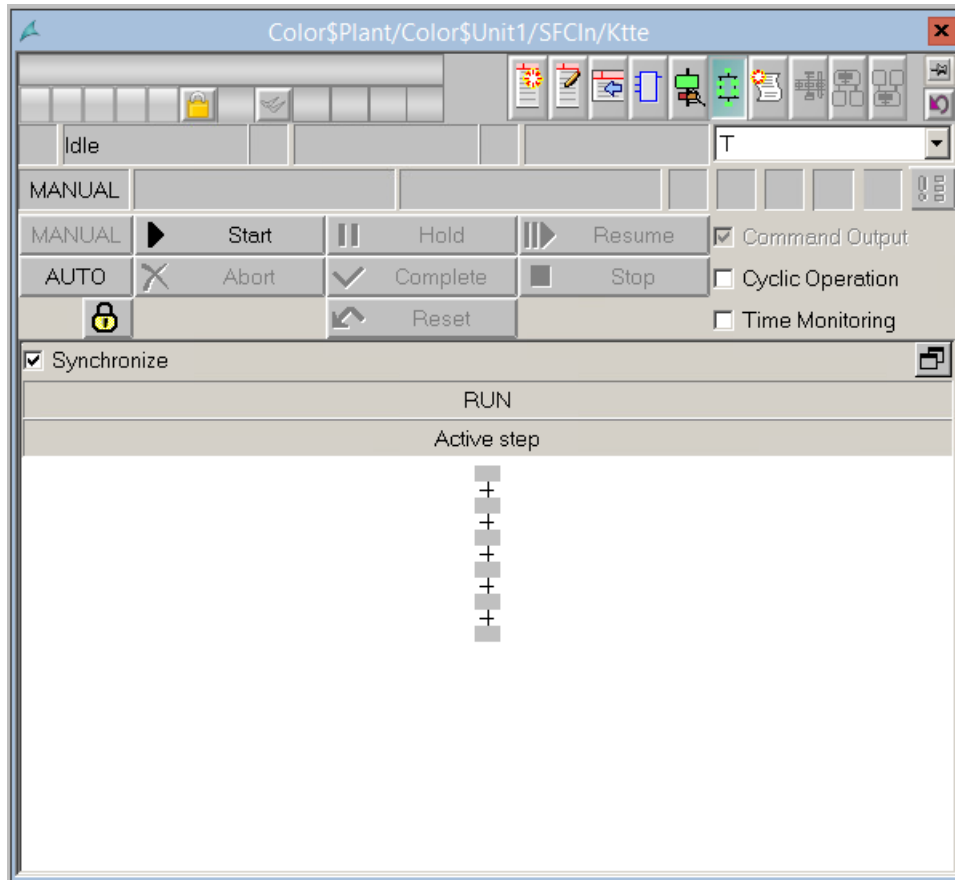 Color$Plant/Color$Unit1/SFCIn/Ktte
Idle
T
MANUAL
MANUAL Start Hold Resume Command Output
AUTO Abort Complete Stop Cyclic Operation
Reset Time Monitoring
Synchronize
RUN
Active step